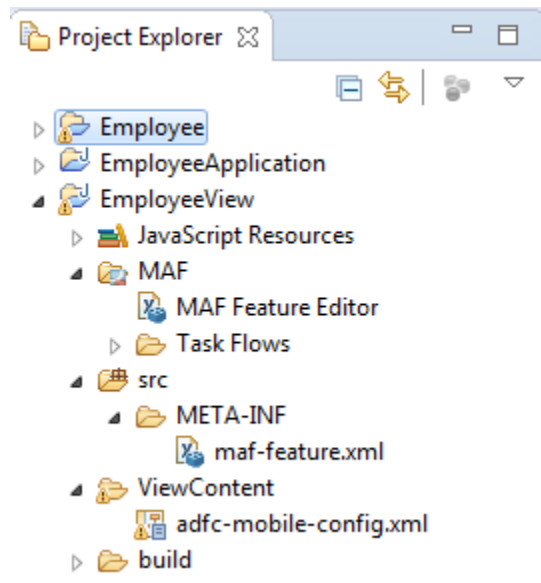 Project Explorer
Employee
EmployeeApplication
EmployeeView
JavaScript Resources
MAF
MAF Feature Editor
Task Flows
src
META-INF
maf-feature.xml
ViewContent
adfc-mobile-config.xml
build